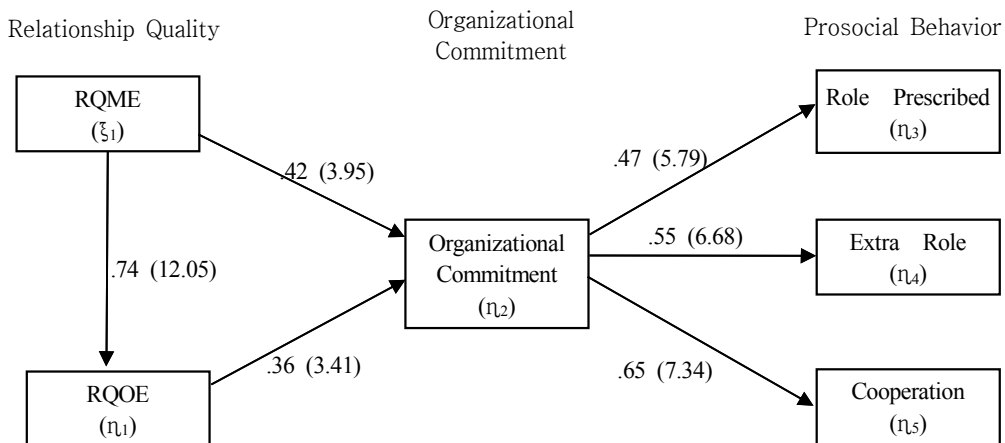 Relationship Quality
Organizational
Commitment
Prosocial Behavior
RQME
(ξ1)
.42 (3.95)
.74 (12.05)
RQOE
(η1)
.36 (3.41)
Organizational
Commitment
(η2)
.47 (5.79)
.55 (6.68)
.65 (7.34)
Role Prescribed
(η3)
Extra Role
(η4)
Cooperation
(η5)